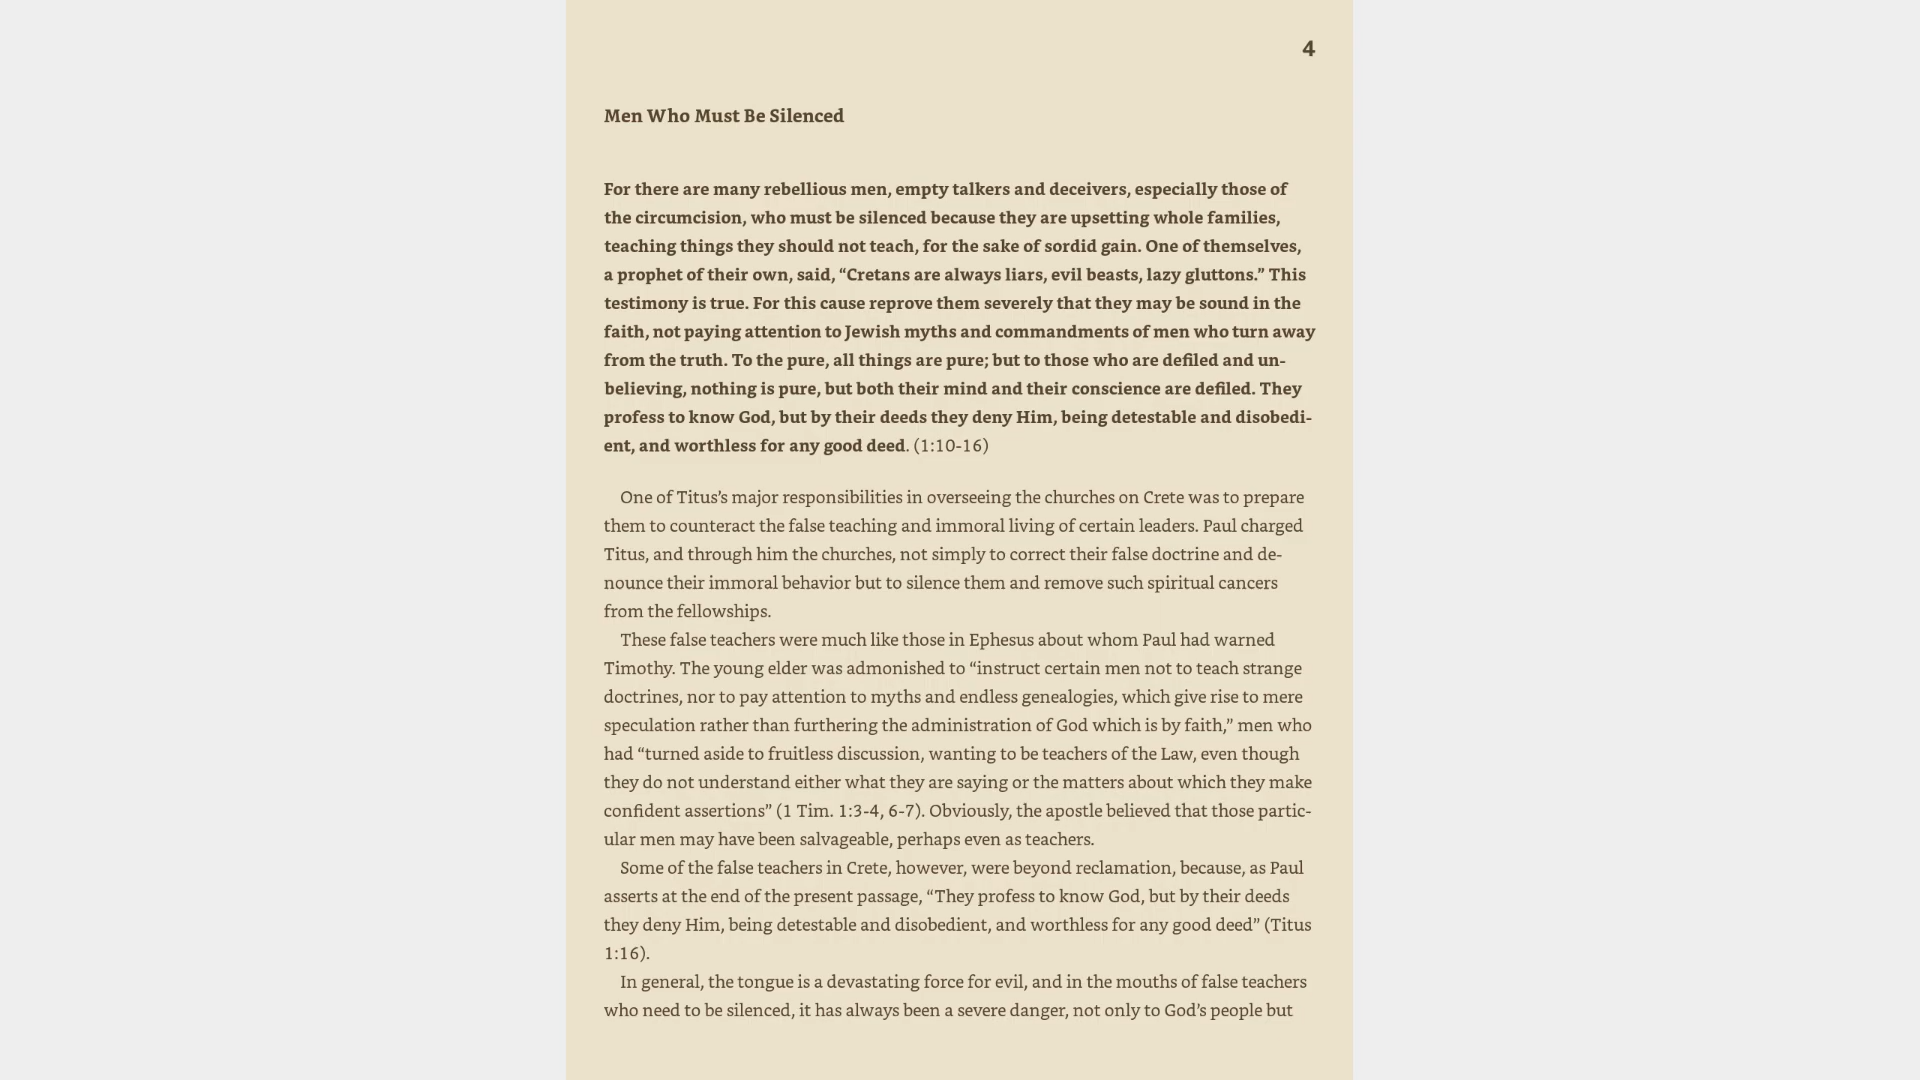 4
Men Who Must Be Silenced
For there are many rebellious men, empty talkers and deceivers, especially those of
the circumcision, who must be silenced because they are upsetting whole families,
teaching things they should not teach, for the sake of sordid gain. One of themselves,
a prophet of their own, said, “Cretans are always liars, evil beasts, lazy gluttons.” This
testimony is true. For this cause reprove them severely that they may be sound in the
faith, not paying attention to Jewish myths and commandments of men who turn away
from the truth. To the pure, all things are pure; but to those who are defiled and un-
believing, nothing is pure, but both their mind and their conscience are defiled. They
profess to know God, but by their deeds they deny Him, being detestable and disobedi-
ent, and worthless for any good deed. (1:10-16)
One of Titus’s major responsibilities in overseeing the churches on Crete was to prepare
them to counteract the false teaching and immoral living of certain leaders. Paul charged
Titus, and through him the churches, not simply to correct their false doctrine and de-
nounce their immoral behavior but to silence them and remove such spiritual cancers
from the fellowships.
These false teachers were much like those in Ephesus about whom Paul had warned
Timothy. The young elder was admonished to “instruct certain men not to teach strange
doctrines, nor to pay attention to myths and endless genealogies, which give rise to mere
speculation rather than furthering the administration of God which is by faith,” men who
had “turned aside to fruitless discussion, wanting to be teachers of the Law, even though
they do not understand either what they are saying or the matters about which they make
confident assertions” (1 Tim. 1:3-4, 6-7). Obviously, the apostle believed that those partic-
ular men may have been salvageable, perhaps even as teachers.
Some of the false teachers in Crete, however, were beyond reclamation, because, as Paul
asserts at the end of the present passage, “They profess to know God, but by their deeds
they deny Him, being detestable and disobedient, and worthless for any good deed” (Titus
1:16).
In general, the tongue is a devastating force for evil, and in the mouths of false teachers
who need to be silenced, it has always been a severe danger, not only to God’s people but